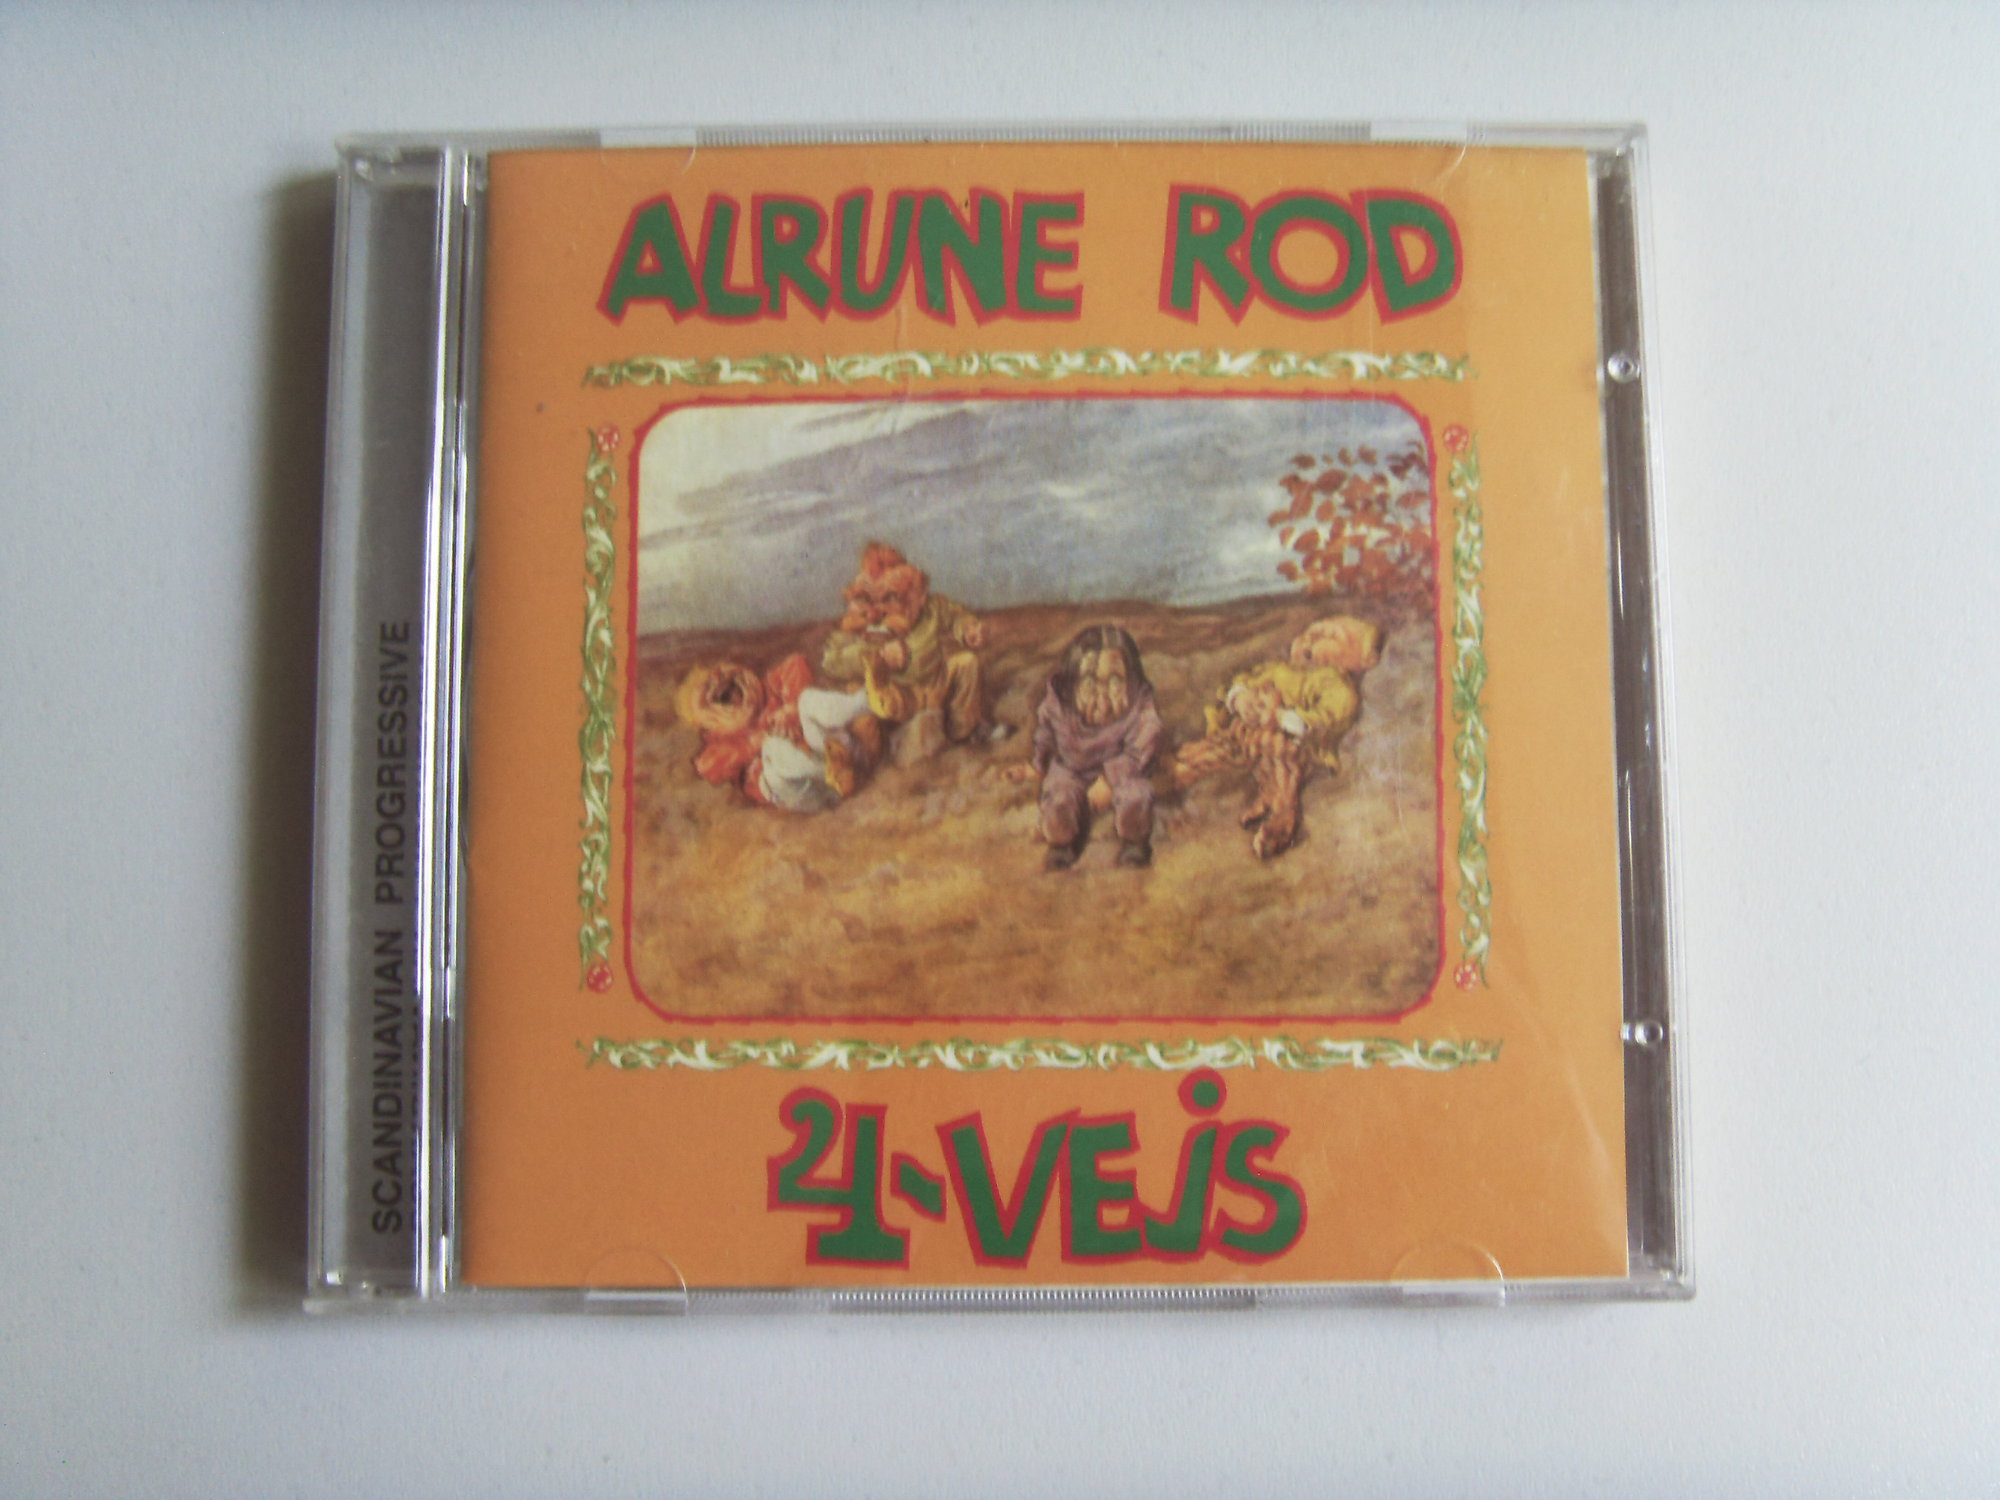 ALRUNE ROD
4-VEJS
SCANDINAVIAN PROGRESSIVE